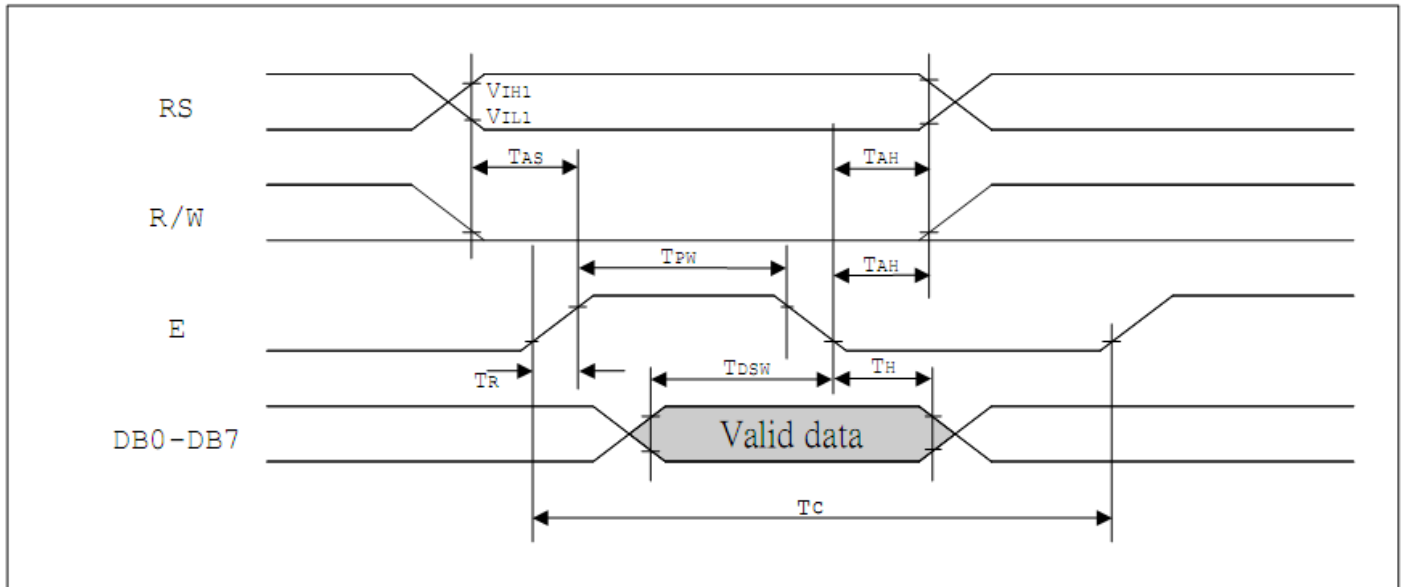 RS
VIH1
VIL1
TAS
TAH
R/W
TPW
TAH
E
TR
TDSW
TH
DB0-DB7
Valid data
TC